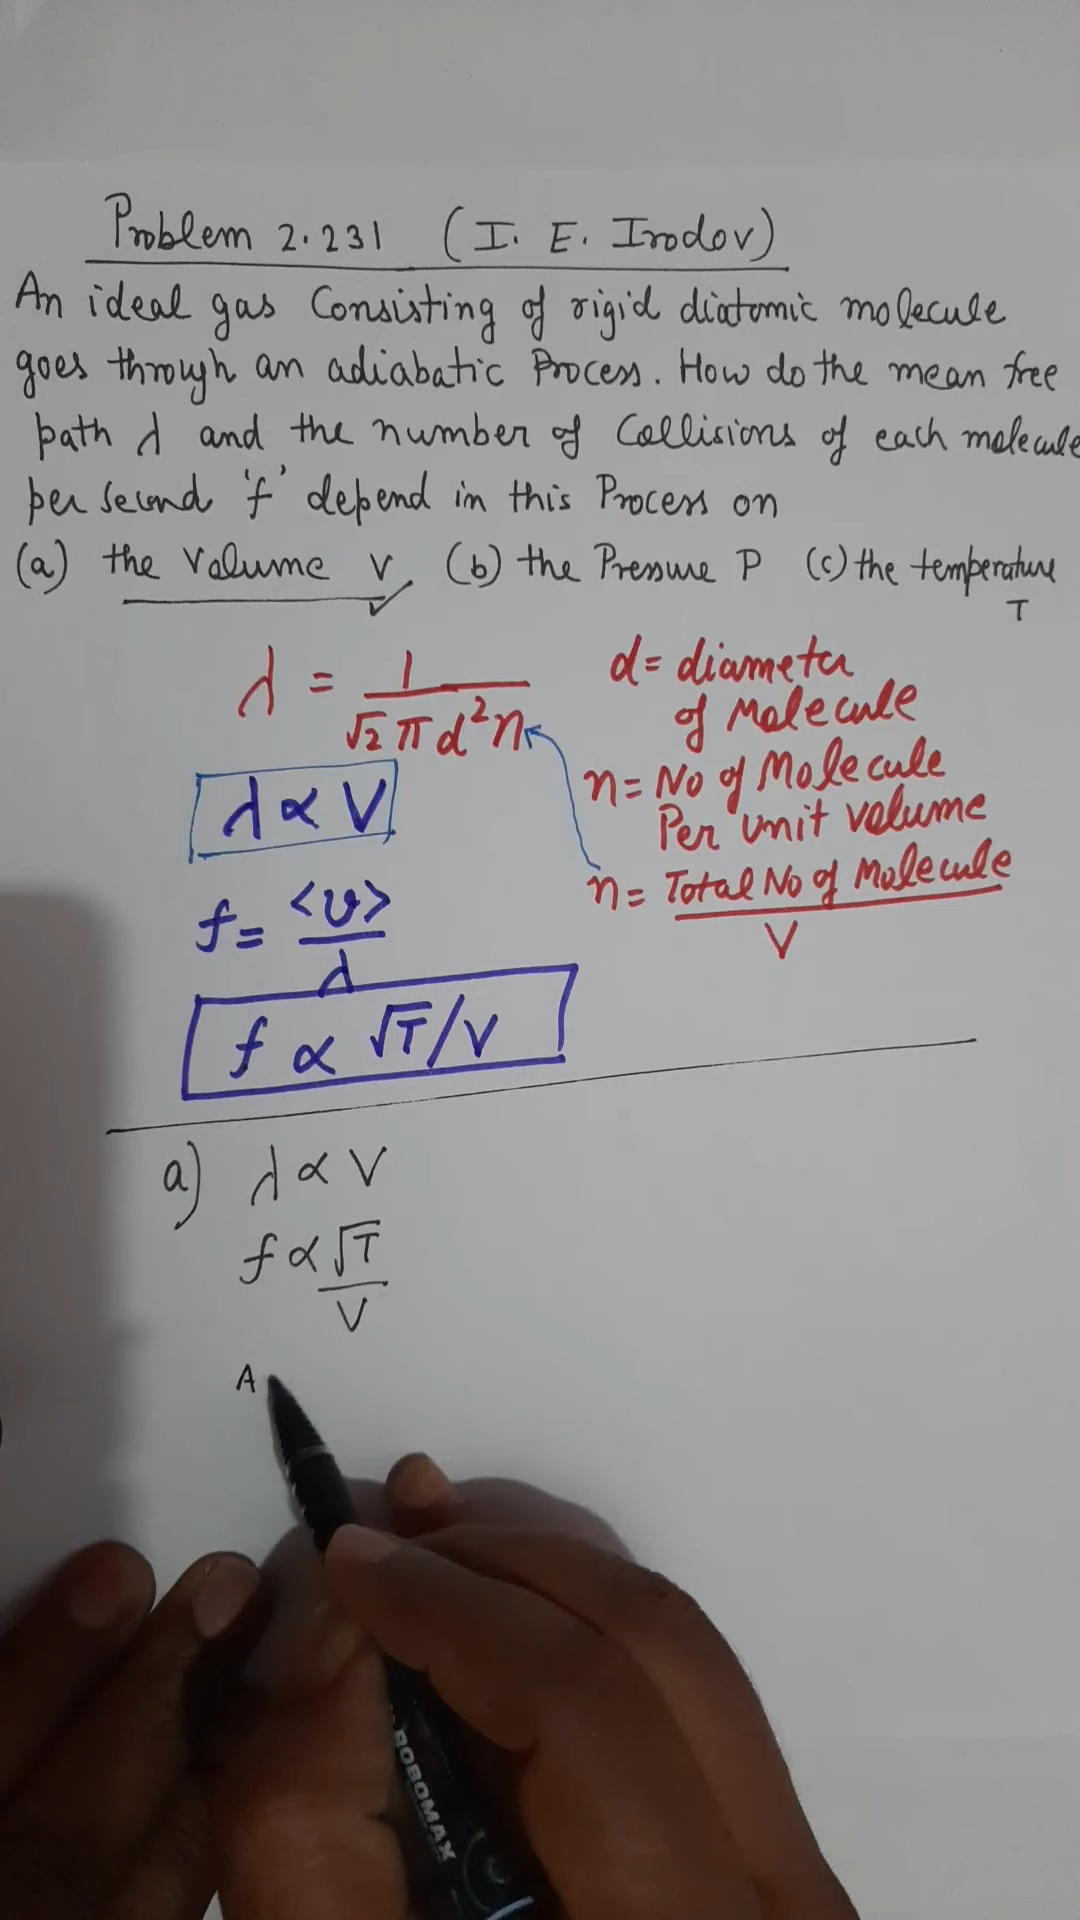 Problem 2.231 (I. E. Irodov)
An ideal gas Consisting of rigid diatomic molecule
goes through an adiabatic Process. How do the mean free
path λ and the number of Collisions of each molecule
per second 'f' depend in this Process on
(a) the Volume V (b) the Pressure P (c) the temperature
T
λ = 1/√2 π d² n
d = diameter
of Molecule
n = No of Molecule
Per unit volume
n = Total No of Molecule / V
λ ∝ V
f = <v>/λ
f ∝ √T/V
a) λ ∝ V
f ∝ √T/V
A
ROBOMAX